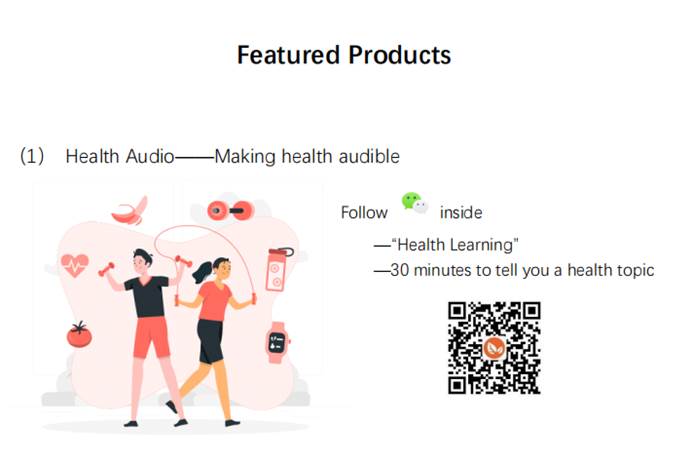 Featured Products
(1) Health Audio——Making health audible
Follow inside
—“Health Learning”
—30 minutes to tell you a health topic